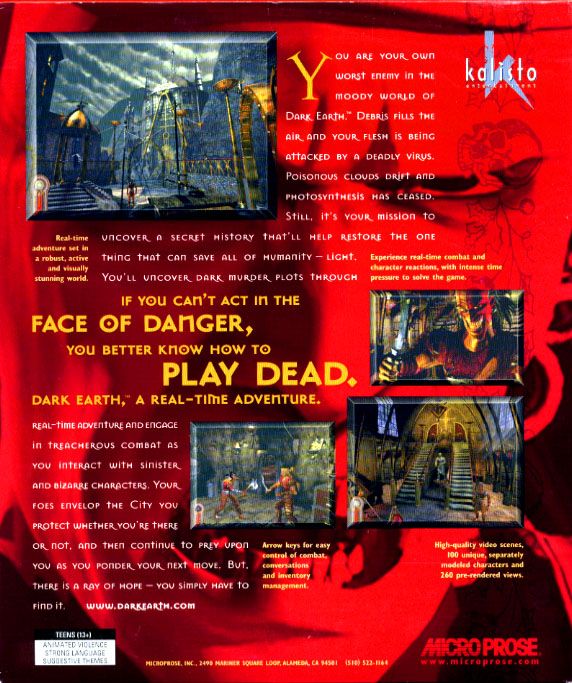 kalisto
entertainment
YOU ARE YOUR OWN
WORST ENEMY IN THE
MOODY WORLD OF
DARK EARTH.™ DEBRIS FILLS THE
AIR AND YOUR FLESH IS BEING
ATTACKED BY A DEADLY VIRUS.
POISONOUS CLOUDS DRIFT AND
PHOTOSYNTHESIS HAS CEASED.
STILL, IT'S YOUR MISSION TO
UNCOVER A SECRET HISTORY THAT'LL HELP RESTORE THE ONE
THING THAT CAN SAVE ALL OF HUMANITY – LIGHT.
YOU'LL UNCOVER DARK MURDER PLOTS THROUGH
Real-time
adventure set in
a robust, active
and visually
stunning world.
Experience real-time combat and
character reactions, with intense time
pressure to solve the game.
IF YOU CAN'T ACT IN THE
FACE OF DANGER,
YOU BETTER KNOW HOW TO
PLAY DEAD.
DARK EARTH,™ A REAL-TIME ADVENTURE.
REAL-TIME ADVENTURE AND ENGAGE
IN TREACHEROUS COMBAT AS
YOU INTERACT WITH SINISTER
AND BIZARRE CHARACTERS. YOUR
FOES ENVELOP THE CITY YOU
PROTECT WHETHER YOU'RE THERE
OR NOT, AND THEN CONTINUE TO PREY UPON
YOU AS YOU PONDER YOUR NEXT MOVE. BUT,
THERE IS A RAY OF HOPE – YOU SIMPLY HAVE TO
FIND IT. WWW.DARKEARTH.COM
Arrow keys for easy
control of combat,
conversations
and inventory
management.
High-quality video scenes,
100 unique, separately
modeled characters and
260 pre-rendered views.
TEENS (13+)
ANIMATED VIOLENCE
STRONG LANGUAGE
SUGGESTIVE THEMES
MICROPROSE, INC., 2490 MARINER SQUARE LOOP, ALAMEDA, CA 94501 (510) 522-1164
MICROPROSE.
www.microprose.com